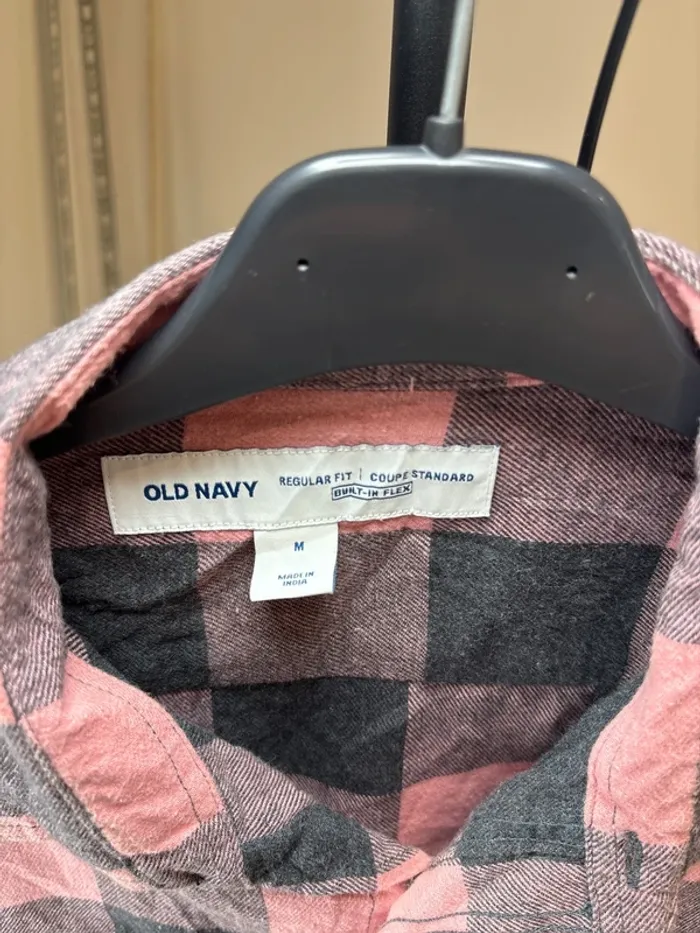 OLD NAVY
REGULAR FIT | COUPE STANDARD
BUILT-IN FLEX
M
MADE IN
INDIA